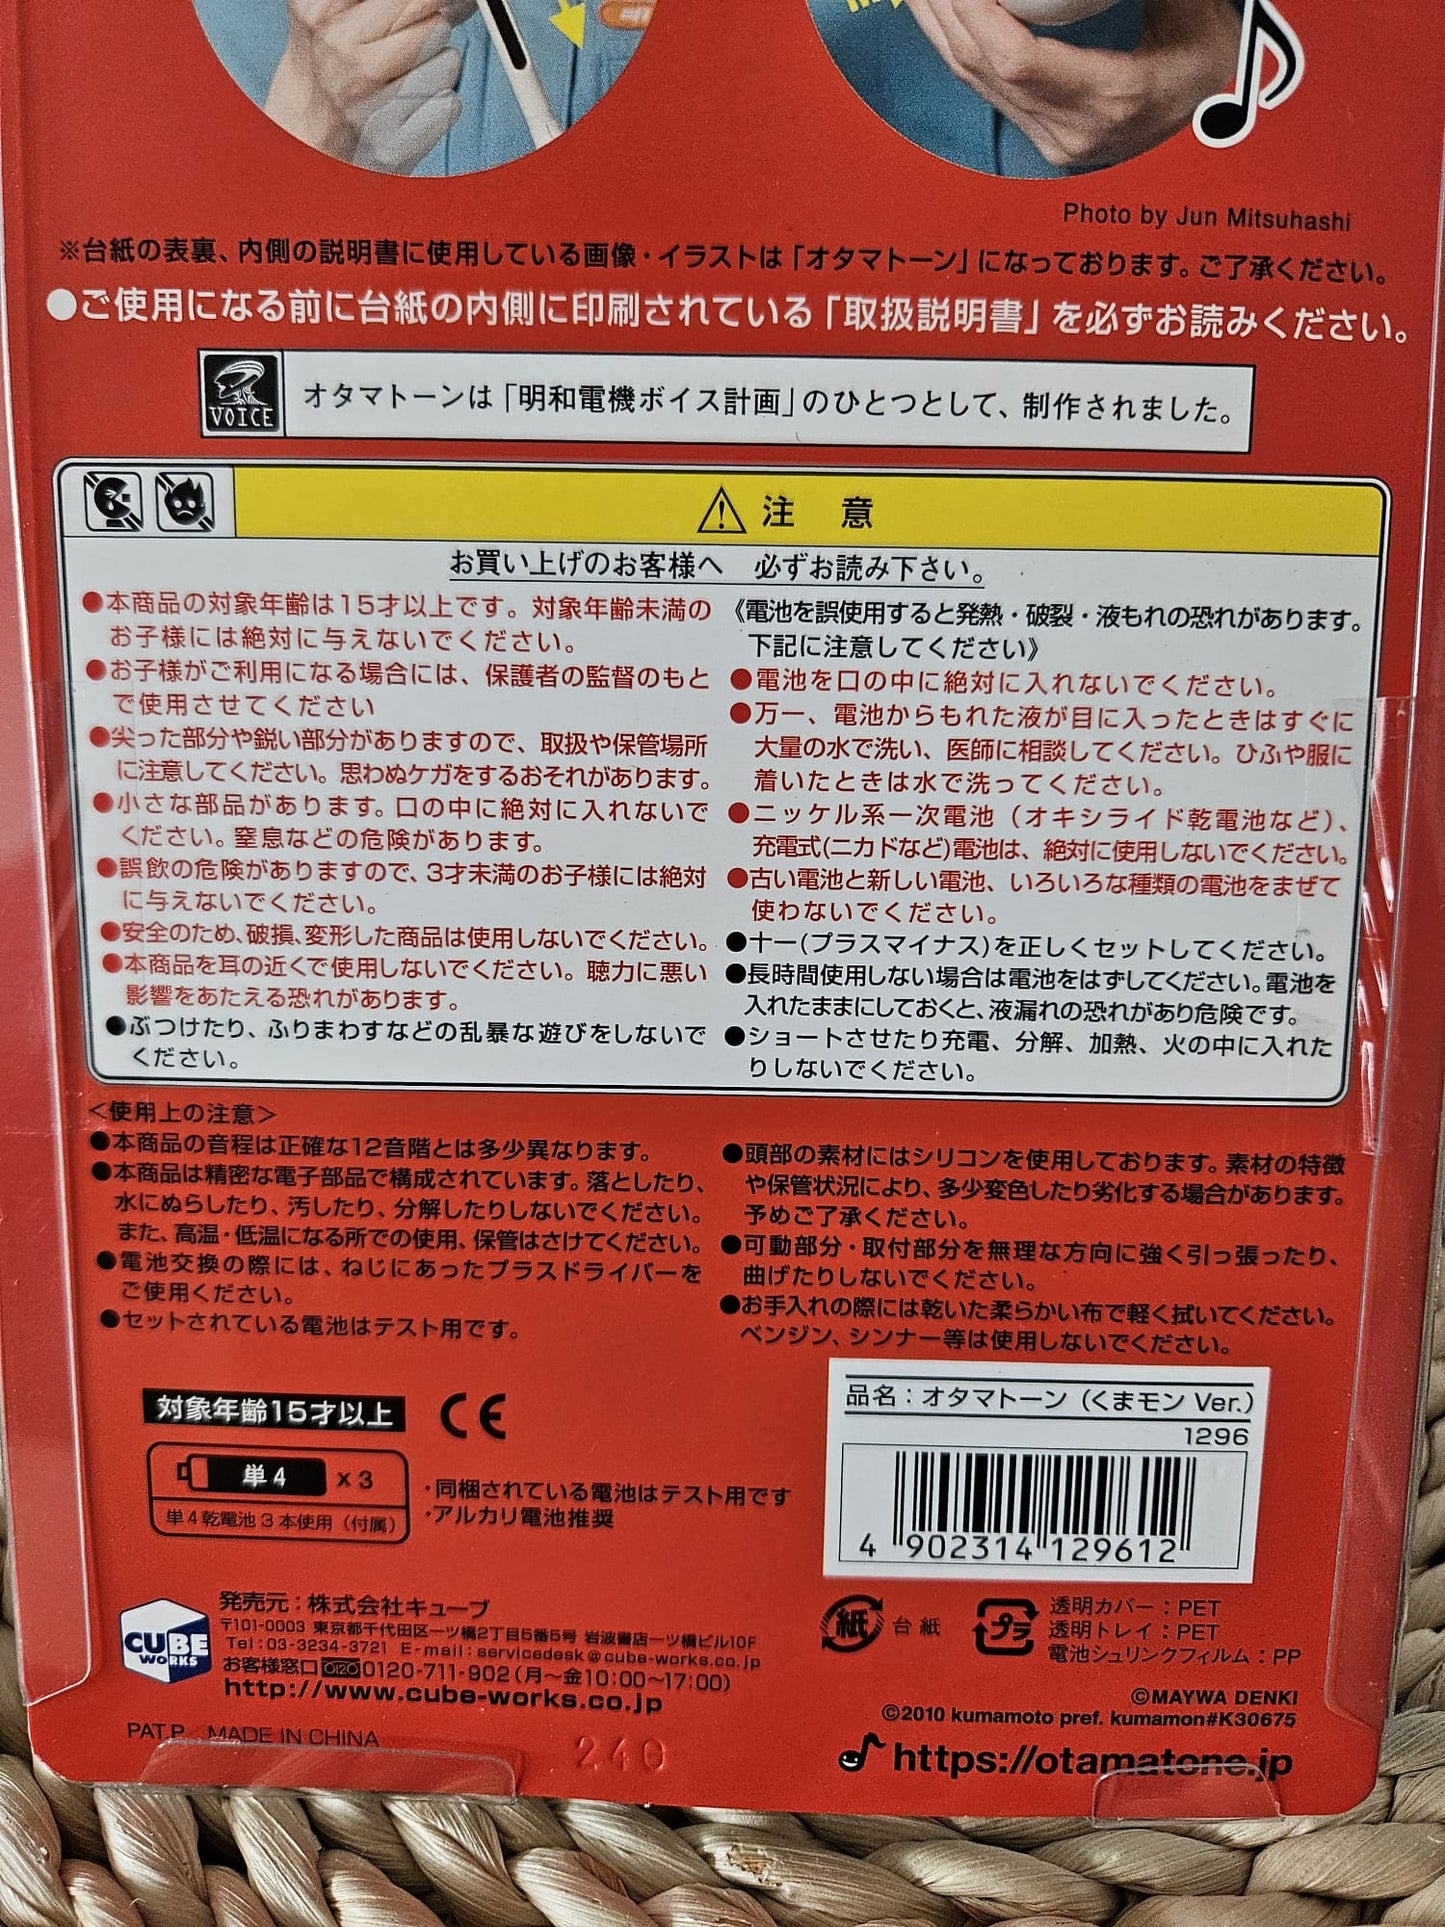 Photo by Jun Mitsuhashi
※台紙の表裏、内側の説明書に使用している画像・イラストは「オタマトーン」になっております。ご了承ください。
●ご使用になる前に台紙の内側に印刷されている「取扱説明書」を必ずお読みください。
VOICE
オタマトーンは「明和電機ボイス計画」のひとつとして、制作されました。
注 意
お買い上げのお客様へ 必ずお読み下さい。
●本商品の対象年齢は15才以上です。対象年齢未満の
お子様には絶対に与えないでください。
●お子様がご利用になる場合には、保護者の監督のもと
で使用させてください
●尖った部分や鋭い部分がありますので、取扱や保管場所
に注意してください。思わぬケガをするおそれがあります。
●小さな部品があります。口の中に絶対に入れないで
ください。窒息などの危険があります。
●誤飲の危険がありますので、3才未満のお子様には絶対
に与えないでください。
●安全のため、破損、変形した商品は使用しないでください。
●本商品を耳の近くで使用しないでください。聴力に悪い
影響をあたえる恐れがあります。
●ぶつけたり、ふりまわすなどの乱暴な遊びをしないで
ください。
《電池を誤使用すると発熱・破裂・液もれの恐れがあります。
下記に注意してください》
●電池を口の中に絶対に入れないでください。
●万一、電池からもれた液が目に入ったときはすぐに
大量の水で洗い、医師に相談してください。ひふや服に
着いたときは水で洗ってください。
●ニッケル系一次電池（オキシライド乾電池など）、
充電式(ニカドなど)電池は、絶対に使用しないでください。
●古い電池と新しい電池、いろいろな種類の電池をまぜて
使わないでください。
●＋－(プラスマイナス)を正しくセットしてください。
●長時間使用しない場合は電池をはずしてください。電池を
入れたままにしておくと、液漏れの恐れがあり危険です。
●ショートさせたり充電、分解、加熱、火の中に入れた
りしないでください。
＜使用上の注意＞
●本商品の音程は正確な12音階とは多少異なります。
●本商品は精密な電子部品で構成されています。落としたり、
水にぬらしたり、汚したり、分解したりしないでください。
また、高温・低温になる所での使用、保管はさけてください。
●電池交換の際には、ねじにあったプラスドライバーを
ご使用ください。
●セットされている電池はテスト用です。
●頭部の素材にはシリコンを使用しております。素材の特徴
や保管状況により、多少変色したり劣化する場合があります。
予めご了承ください。
●可動部分・取付部分を無理な方向に強く引っ張ったり、
曲げたりしないでください。
●お手入れの際には乾いた柔らかい布で軽く拭いてください。
ベンジン、シンナー等は使用しないでください。
対象年齢15才以上
CE
単4 x 3
単4乾電池3本使用（付属）
・同梱されている電池はテスト用です
・アルカリ電池推奨
品名：オタマトーン（くまモン Ver.）
1296
4 902314 129612
CUBE
WORKS
発売元：株式会社キューブ
〒101-0003 東京都千代田区一ツ橋2丁目5番5号 岩波書店一ツ橋ビル10F
Tel:03-3234-3721 E-mail:servicedesk@cube-works.co.jp
お客様窓口 0120-711-902(月〜金10:00〜17:00)
http://www.cube-works.co.jp
紙 台紙
プラ
透明カバー：PET
透明トレイ：PET
電池シュリンクフィルム：PP
©MAYWA DENKI
©2010 kumamoto pref. kumamon#K30675
https://otamatone.jp
PAT.P. MADE IN CHINA